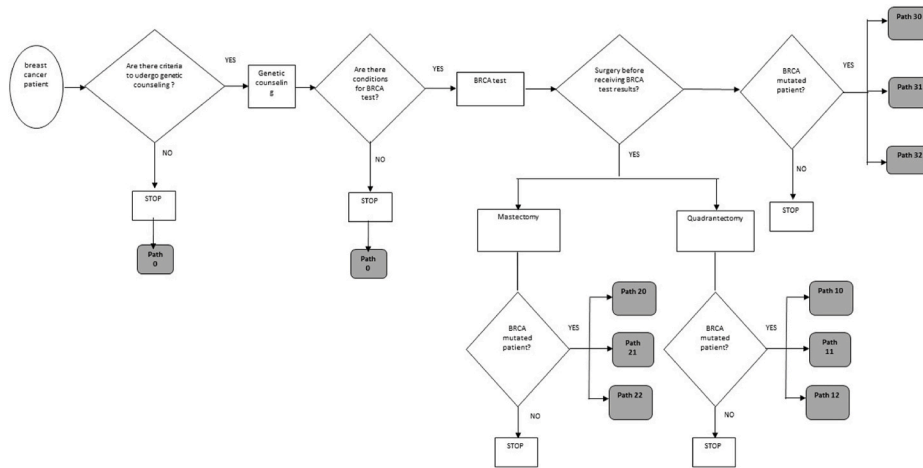 breast
cancer
patient
Are there criteria
to udergo genetic
counseling ?
YES
NO
STOP
Path
0
Genetic
counselin
g
Are there
conditions
for BRCA
test?
YES
NO
STOP
Path
0
BRCA test
Surgery before
receiving BRCA
test results?
YES
Mastectomy
BRCA
mutated
patient?
YES
Path 20
Path
21
Path 22
NO
STOP
Quadrantectomy
BRCA
mutated
patient?
YES
Path 10
Path
11
Path 12
NO
STOP
BRCA
mutated
patient?
YES
Path 30
Path 31
Path 32
NO
STOP